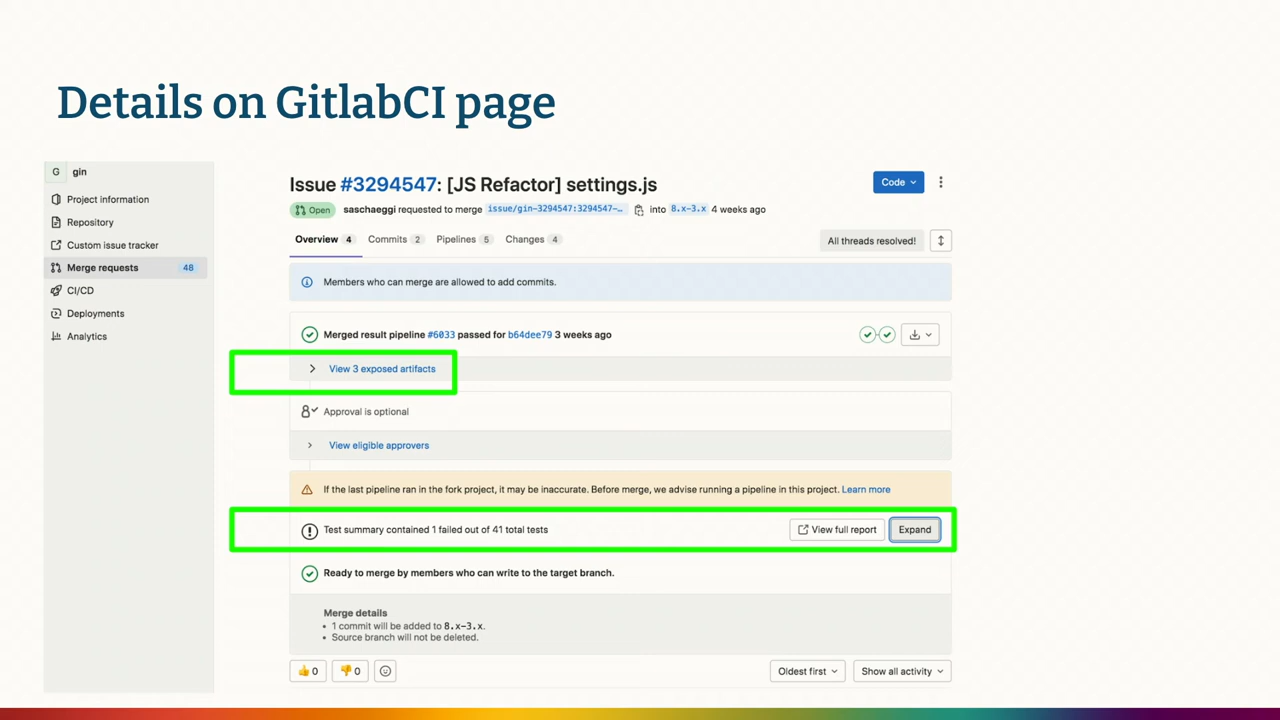 Details on GitlabCI page
G gin
Project information
Repository
Custom issue tracker
Merge requests 48
CI/CD
Deployments
Analytics
Issue #3294547: [JS Refactor] settings.js
Code
Open saschaeggi requested to merge issue/gin-3294547:3294547-… into 8.x-3.x 4 weeks ago
Overview 4 Commits 2 Pipelines 5 Changes 4
All threads resolved!
Members who can merge are allowed to add commits.
Merged result pipeline #6033 passed for b64dee79 3 weeks ago
View 3 exposed artifacts
Approval is optional
View eligible approvers
If the last pipeline ran in the fork project, it may be inaccurate. Before merge, we advise running a pipeline in this project. Learn more
Test summary contained 1 failed out of 41 total tests View full report Expand
Ready to merge by members who can write to the target branch.
Merge details
• 1 commit will be added to 8.x-3.x.
• Source branch will not be deleted.
👍 0 👎 0 Oldest first Show all activity